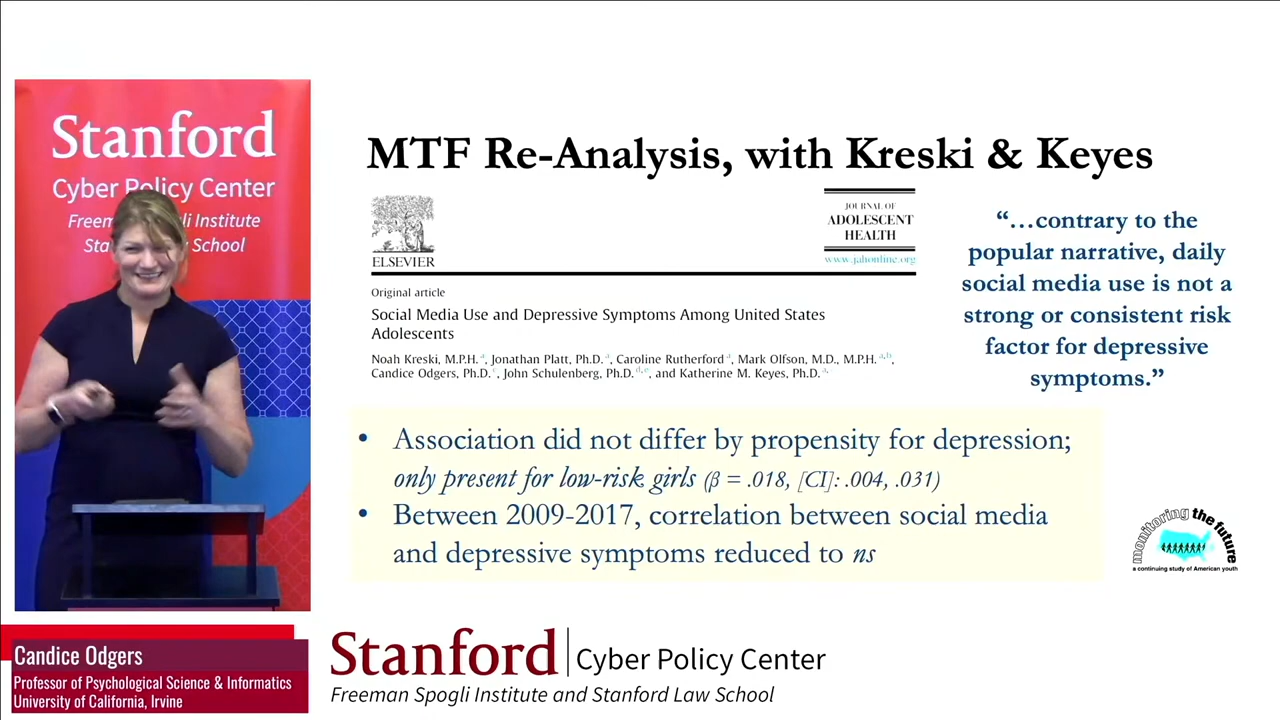 Stanford
Cyber Policy Center
Freeman Spogli Institute
School
MTF Re-Analysis, with Kreski & Keyes
ELSEVIER
JOURNAL OF
ADOLESCENT
HEALTH
www.jahonline.org
Original article
Social Media Use and Depressive Symptoms Among United States
Adolescents
Noah Kreski, M.P.H. a, Jonathan Platt, Ph.D. a, Caroline Rutherford a, Mark Olfson, M.D., M.P.H. a,b,
Candice Odgers, Ph.D. c, John Schulenberg, Ph.D. d,e, and Katherine M. Keyes, Ph.D. a,
“…contrary to the
popular narrative, daily
social media use is not a
strong or consistent risk
factor for depressive
symptoms.”
• Association did not differ by propensity for depression;
only present for low-risk girls (β = .018, [CI]: .004, .031)
• Between 2009-2017, correlation between social media
and depressive symptoms reduced to ns
monitoring the future
a continuing study of American youth
Candice Odgers
Professor of Psychological Science & Informatics
University of California, Irvine
Stanford | Cyber Policy Center
Freeman Spogli Institute and Stanford Law School